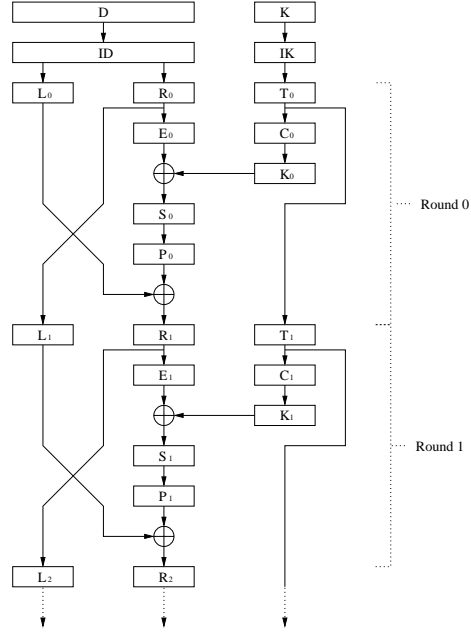 D K
ID IK
L₀ R₀ T₀
E₀ C₀
K₀
Round 0
S₀
P₀
L₁ R₁ T₁
E₁ C₁
K₁
Round 1
S₁
P₁
L₂ R₂